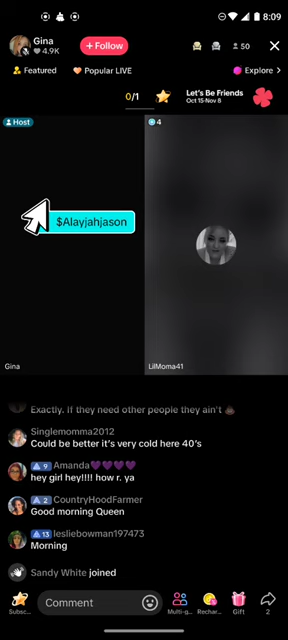 8:09
Gina
4.9K
+ Follow
50
Featured
Popular LIVE
Explore >
0/1
Let's Be Friends
Oct 15-Nov 8
Host
4
$Alayjahjason
Gina
LilMoma41
Exactly. If they need other people they ain't 💩
Singlemomma2012
Could be better it's very cold here 40's
9 Amanda💜💜💜💜
hey girl hey!!!! how r. ya
2 CountryHoodFarmer
Good morning Queen
13 lesliebowman197473
Morning
Sandy White joined
Comment
Subsc...
Multi-g...
Rechar...
Gift
2